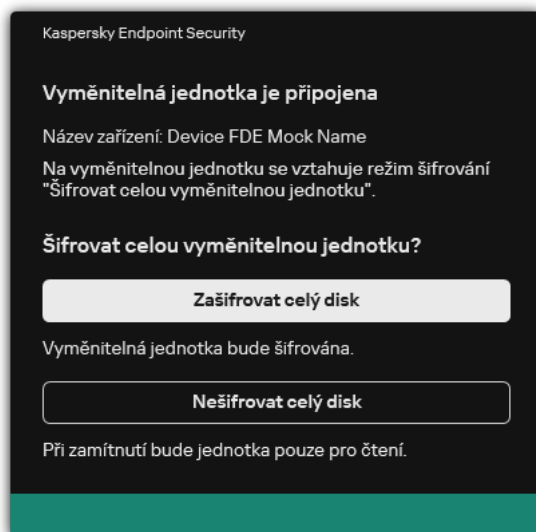 Kaspersky Endpoint Security
Vyměnitelná jednotka je připojena
Název zařízení: Device FDE Mock Name
Na vyměnitelnou jednotku se vztahuje režim šifrování
"Šifrovat celou vyměnitelnou jednotku".
Šifrovat celou vyměnitelnou jednotku?
Zašifrovat celý disk
Vyměnitelná jednotka bude šifrována.
Nešifrovat celý disk
Při zamítnutí bude jednotka pouze pro čtení.